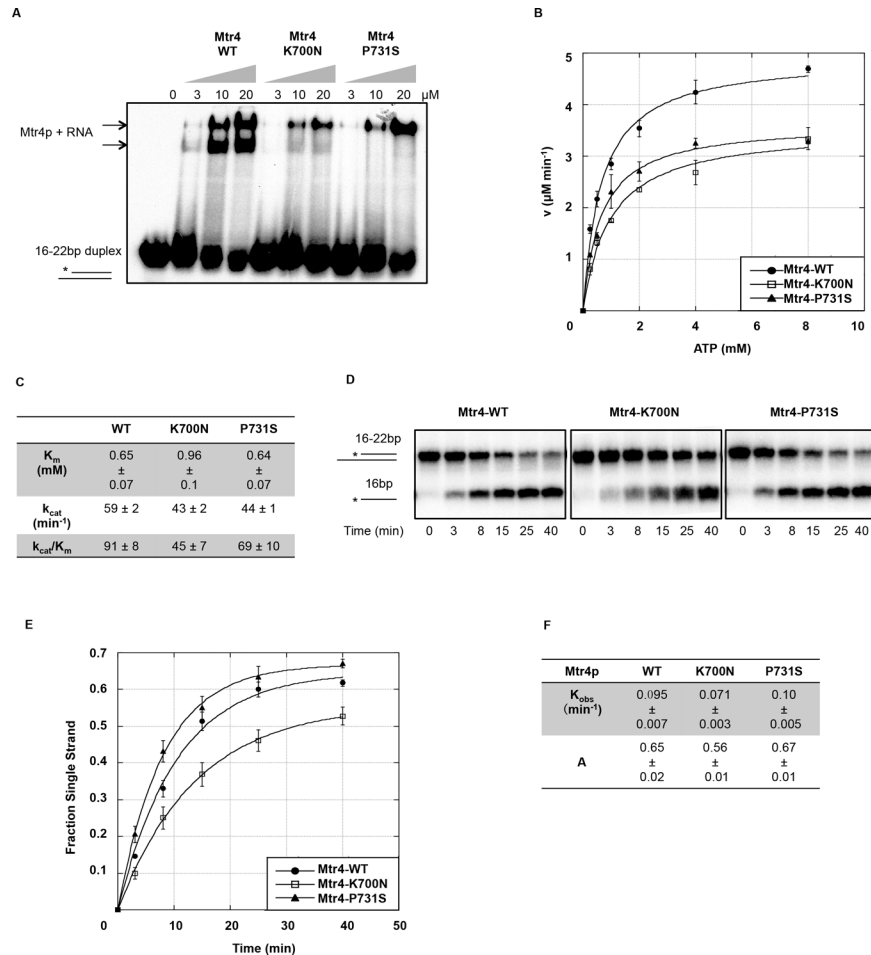 A
Mtr4 Mtr4 Mtr4
WT K700N P731S
0 3 10 20 3 10 20 3 10 20 μM
Mtr4p + RNA
16-22bp duplex
*
B
5
4
3
2
1
0 2 4 6 8 10
v (μM min-1)
ATP (mM)
Mtr4-WT
Mtr4-K700N
Mtr4-P731S
C
WT K700N P731S
Km (mM) 0.65 ± 0.07 0.96 ± 0.1 0.64 ± 0.07
kcat (min-1) 59 ± 2 43 ± 2 44 ± 1
kcat/Km 91 ± 8 45 ± 7 69 ± 10
D
Mtr4-WT Mtr4-K700N Mtr4-P731S
16-22bp
*
16bp
*
Time (min) 0 3 8 15 25 40 0 3 8 15 25 40 0 3 8 15 25 40
E
0.7
0.6
0.5
0.4
0.3
0.2
0.1
0 10 20 30 40 50
Fraction Single Strand
Time (min)
Mtr4-WT
Mtr4-K700N
Mtr4-P731S
F
Mtr4p WT K700N P731S
Kobs (min-1) 0.095 ± 0.007 0.071 ± 0.003 0.10 ± 0.005
A 0.65 ± 0.02 0.56 ± 0.01 0.67 ± 0.01